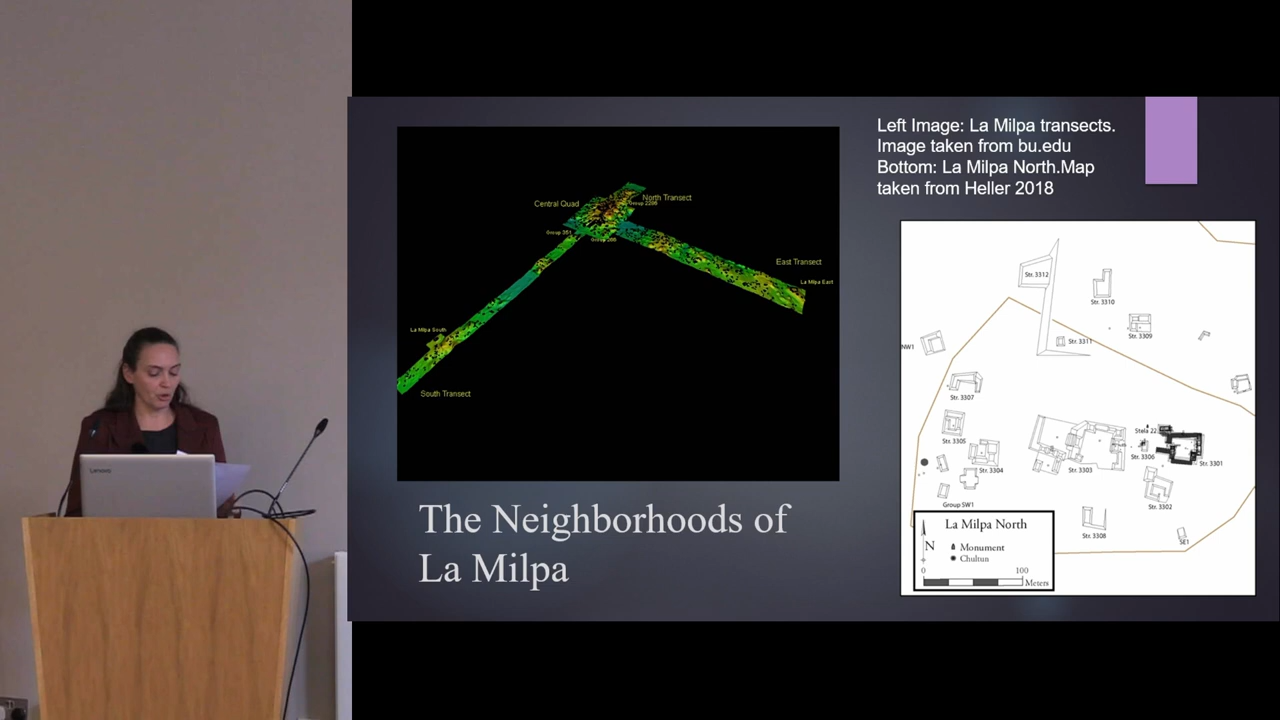 Left Image: La Milpa transects.
Image taken from bu.edu
Bottom: La Milpa North.Map
taken from Heller 2018
North Transect
Central Quad
Group 351
East Transect
La Milpa East
La Milpa South
South Transect
The Neighborhoods of
La Milpa
Str. 3312
Str. 3310
Str. 3309
Str. 3311
NW1
Str. 3307
Str. 3305
Str. 3304
Str. 3303
Stela 22
Str. 3306
Str. 3301
Str. 3302
Group SW1
Str. 3308
SE1
La Milpa North
N
Monument
Chultun
0 100
Meters
Lenovo